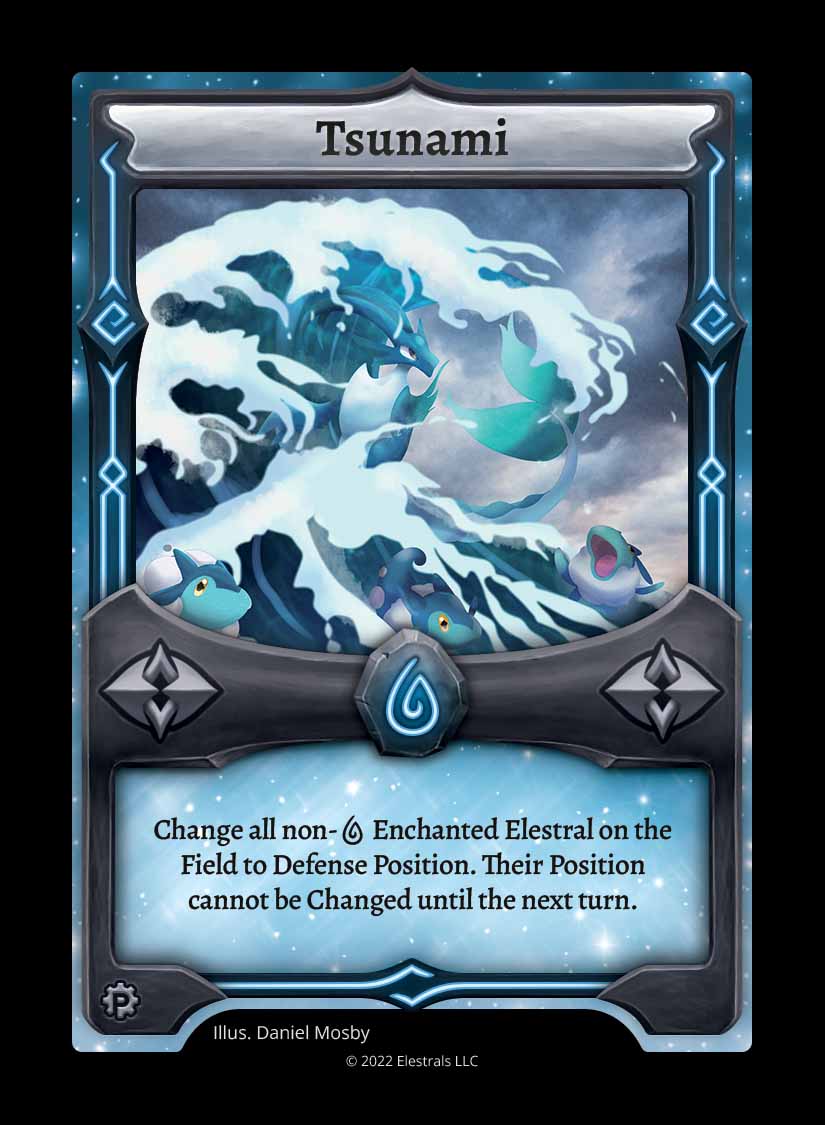 Tsunami
Change all non- Enchanted Elestral on the
Field to Defense Position. Their Position
cannot be Changed until the next turn.
P
Illus. Daniel Mosby
© 2022 Elestrals LLC